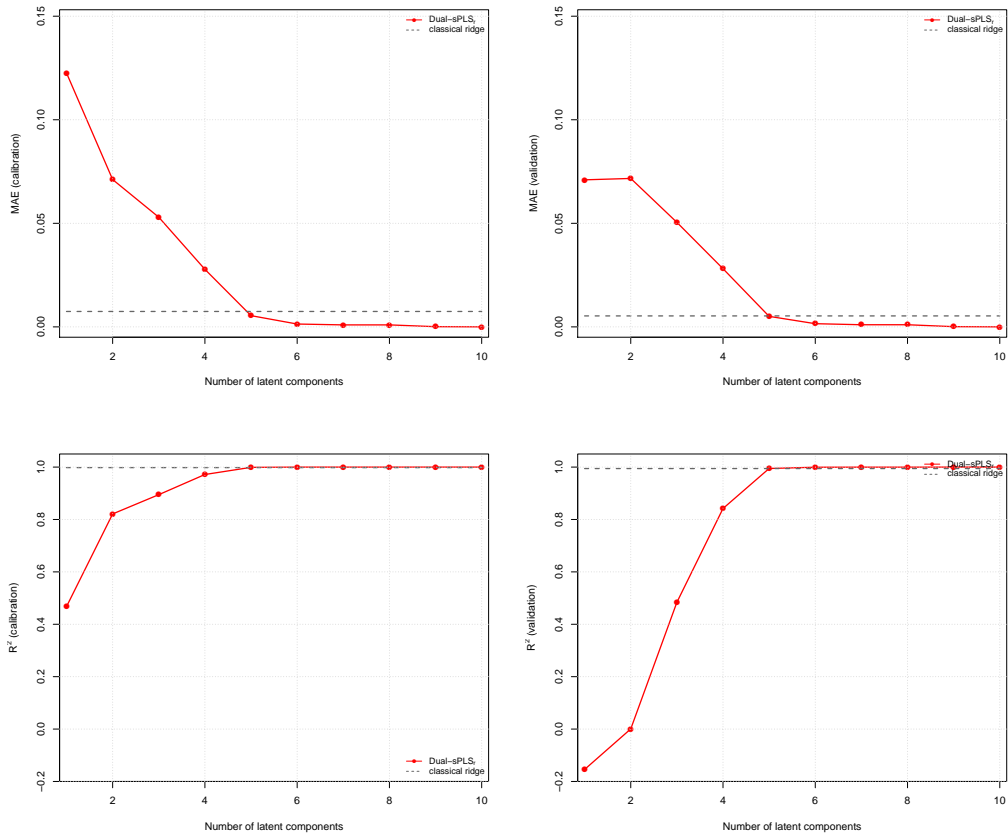 Dual−sPLSr
classical ridge
MAE (calibration)
0.15
0.10
0.05
0.00
2 4 6 8 10
Number of latent components
Dual−sPLSr
classical ridge
MAE (validation)
0.15
0.10
0.05
0.00
2 4 6 8 10
Number of latent components
R² (calibration)
1.0
0.8
0.6
0.4
0.2
0.0
−0.2
Dual−sPLSr
classical ridge
2 4 6 8 10
Number of latent components
Dual−sPLSr
classical ridge
R² (validation)
1.0
0.8
0.6
0.4
0.2
0.0
−0.2
2 4 6 8 10
Number of latent components